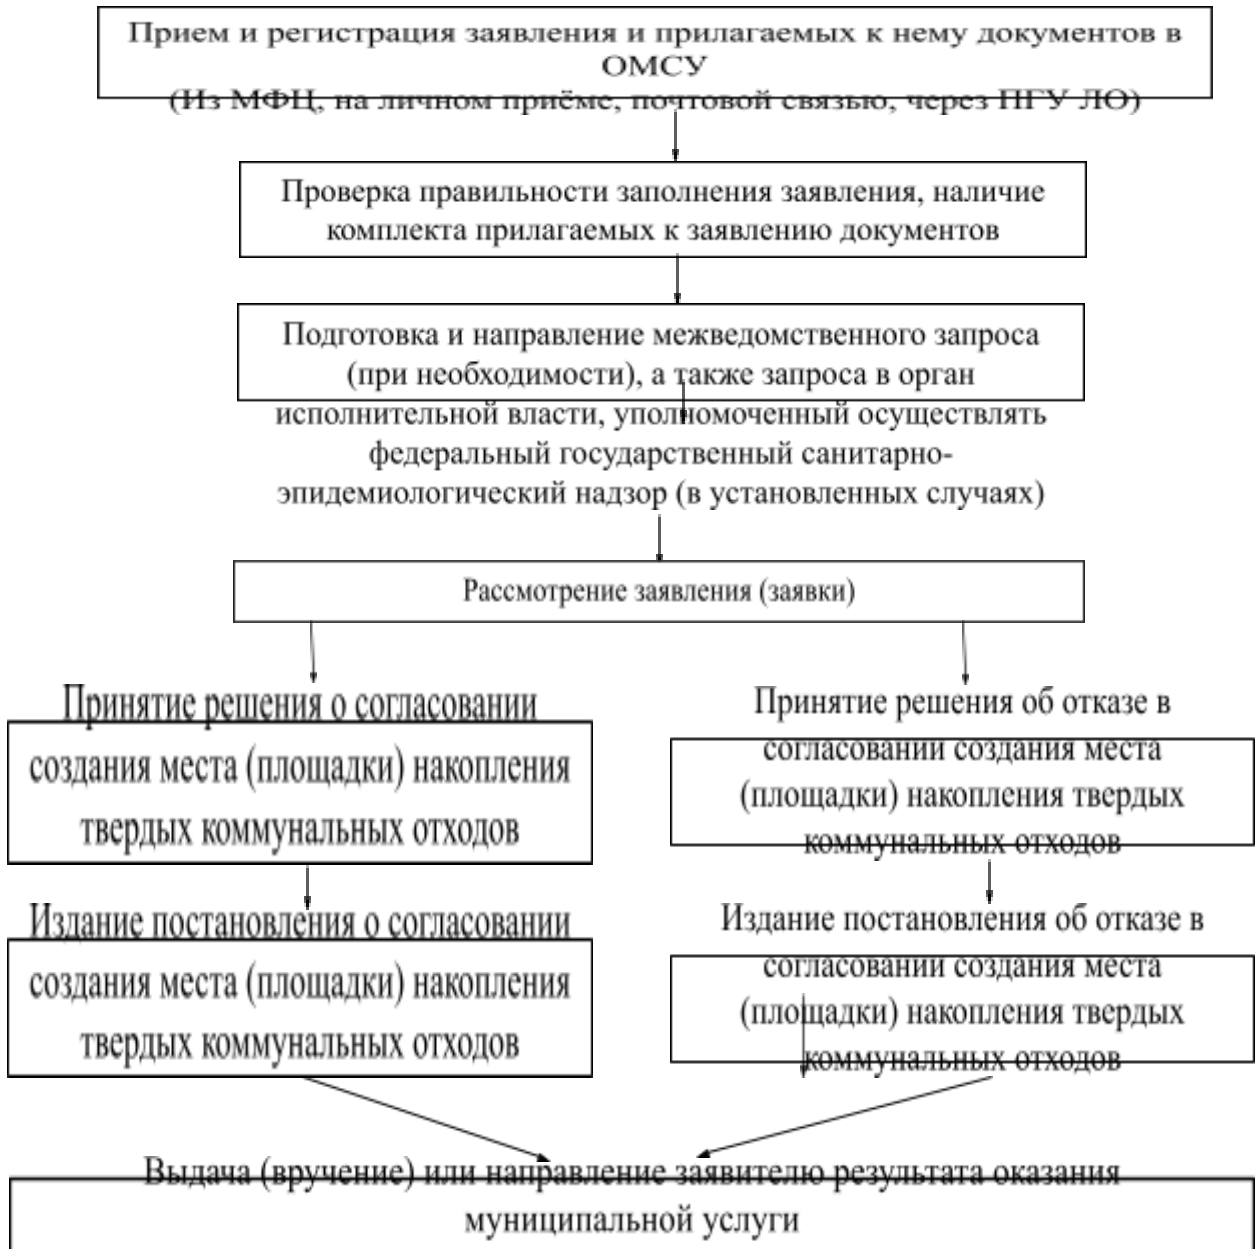 Прием и регистрация заявления и прилагаемых к нему документов в
ОМСУ
(Из МФЦ, на личном приёме, почтовой связью, через ПГУ ЛО)
Проверка правильности заполнения заявления, наличие
комплекта прилагаемых к заявлению документов
Подготовка и направление межведомственного запроса
(при необходимости), а также запроса в орган
исполнительной власти, уполномоченный осуществлять
федеральный государственный санитарно-
эпидемиологический надзор (в установленных случаях)
Рассмотрение заявления (заявки)
Принятие решения о согласовании
создания места (площадки) накопления
твердых коммунальных отходов
Принятие решения об отказе в
согласовании создания места
(площадки) накопления твердых
коммунальных отходов
Издание постановления о согласовании
создания места (площадки) накопления
твердых коммунальных отходов
Издание постановления об отказе в
согласовании создания места
(площадки) накопления твердых
коммунальных отходов
Выдача (вручение) или направление заявителю результата оказания
муниципальной услуги